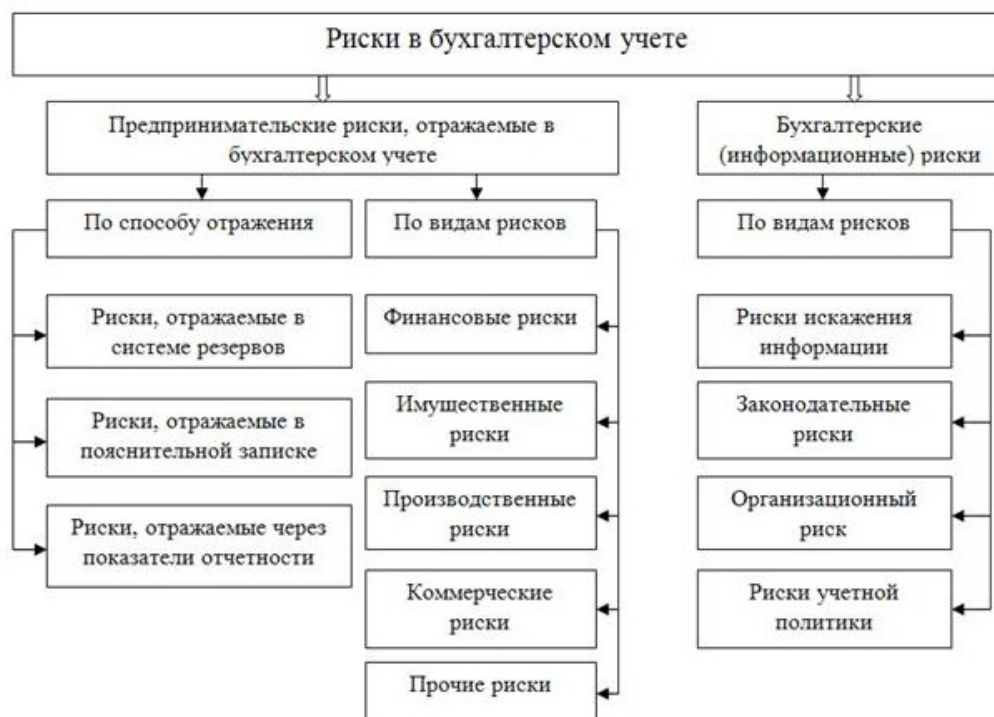 Риски в бухгалтерском учете
Предпринимательские риски, отражаемые в
бухгалтерском учете
Бухгалтерские
(информационные) риски
По способу отражения
По видам рисков
По видам рисков
Риски, отражаемые в
системе резервов
Риски, отражаемые в
пояснительной записке
Риски, отражаемые через
показатели отчетности
Финансовые риски
Имущественные
риски
Производственные
риски
Коммерческие
риски
Прочие риски
Риски искажения
информации
Законодательные
риски
Организационный
риск
Риски учетной
политики